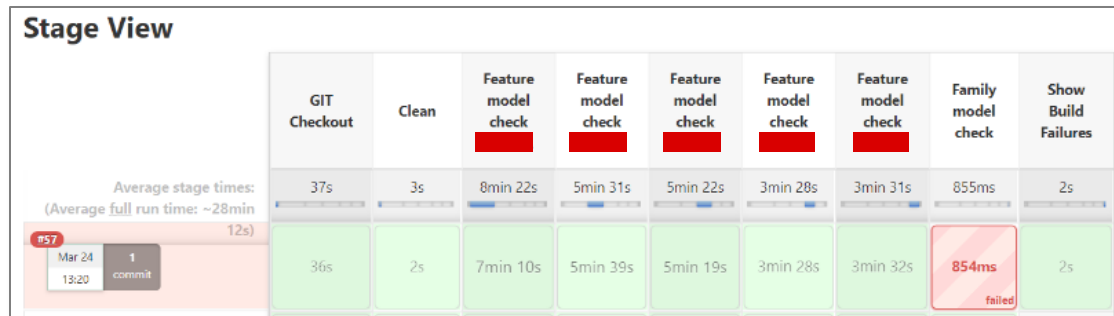 Stage View
GIT
Checkout
Clean
Feature
model
check
Feature
model
check
Feature
model
check
Feature
model
check
Feature
model
check
Family
model
check
Show
Build
Failures
Average stage times:
(Average full run time: ~28min
12s)
37s
3s
8min 22s
5min 31s
5min 22s
3min 28s
3min 31s
855ms
2s
#57
Mar 24
13:20
1
commit
36s
2s
7min 10s
5min 39s
5min 19s
3min 28s
3min 32s
854ms
failed
2s